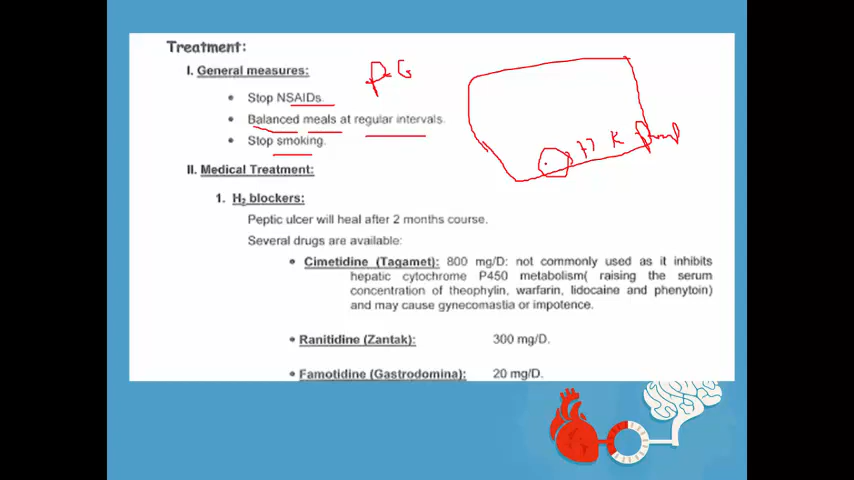 Treatment:
I. General measures:
PG
• Stop NSAIDs.
• Balanced meals at regular intervals.
• Stop smoking.
II. Medical Treatment:
1. H₂ blockers:
Peptic ulcer will heal after 2 months course.
Several drugs are available:
• Cimetidine (Tagamet): 800 mg/D: not commonly used as it inhibits
hepatic cytochrome P450 metabolism( raising the serum
concentration of theophylin, warfarin, lidocaine and phenytoin)
and may cause gynecomastia or impotence.
• Ranitidine (Zantak): 300 mg/D.
• Famotidine (Gastrodomina): 20 mg/D.